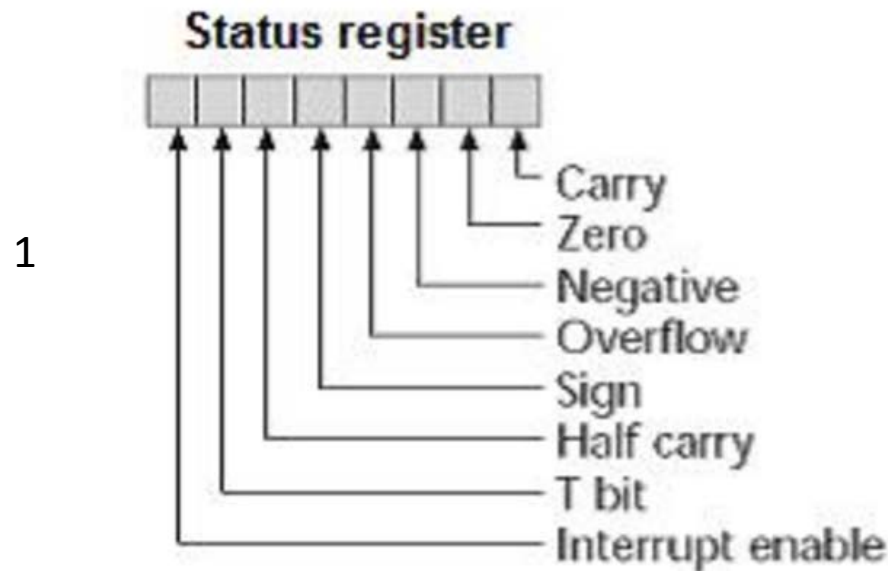 Status register
Carry
Zero
1
Negative
Overflow
Sign
Half carry
T bit
Interrupt enable